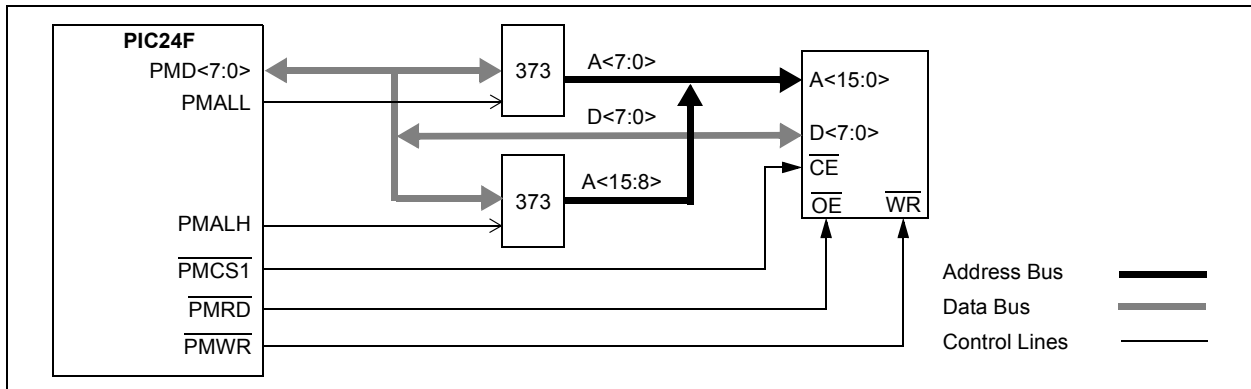 PIC24F
PMD<7:0>
PMALL
PMALH
PMCS1
PMRD
PMWR
373
A<7:0>
D<7:0>
373
A<15:8>
A<15:0>
D<7:0>
CE
OE WR
Address Bus
Data Bus
Control Lines